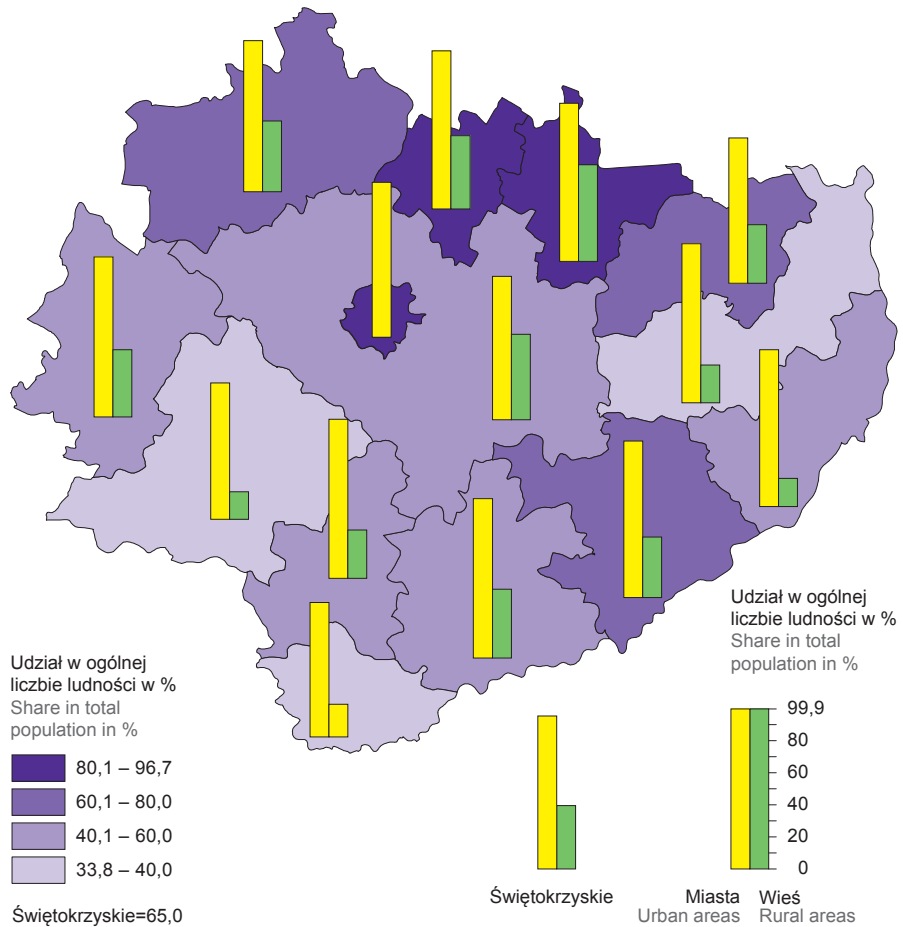 Udział w ogólnej
liczbie ludności w %
Share in total
population in %
80,1 – 96,7
60,1 – 80,0
40,1 – 60,0
33,8 – 40,0
Świętokrzyskie=65,0
Świętokrzyskie
Udział w ogólnej
liczbie ludności w %
Share in total
population in %
99,9
80
60
40
20
0
Miasta Wieś
Urban areas Rural areas